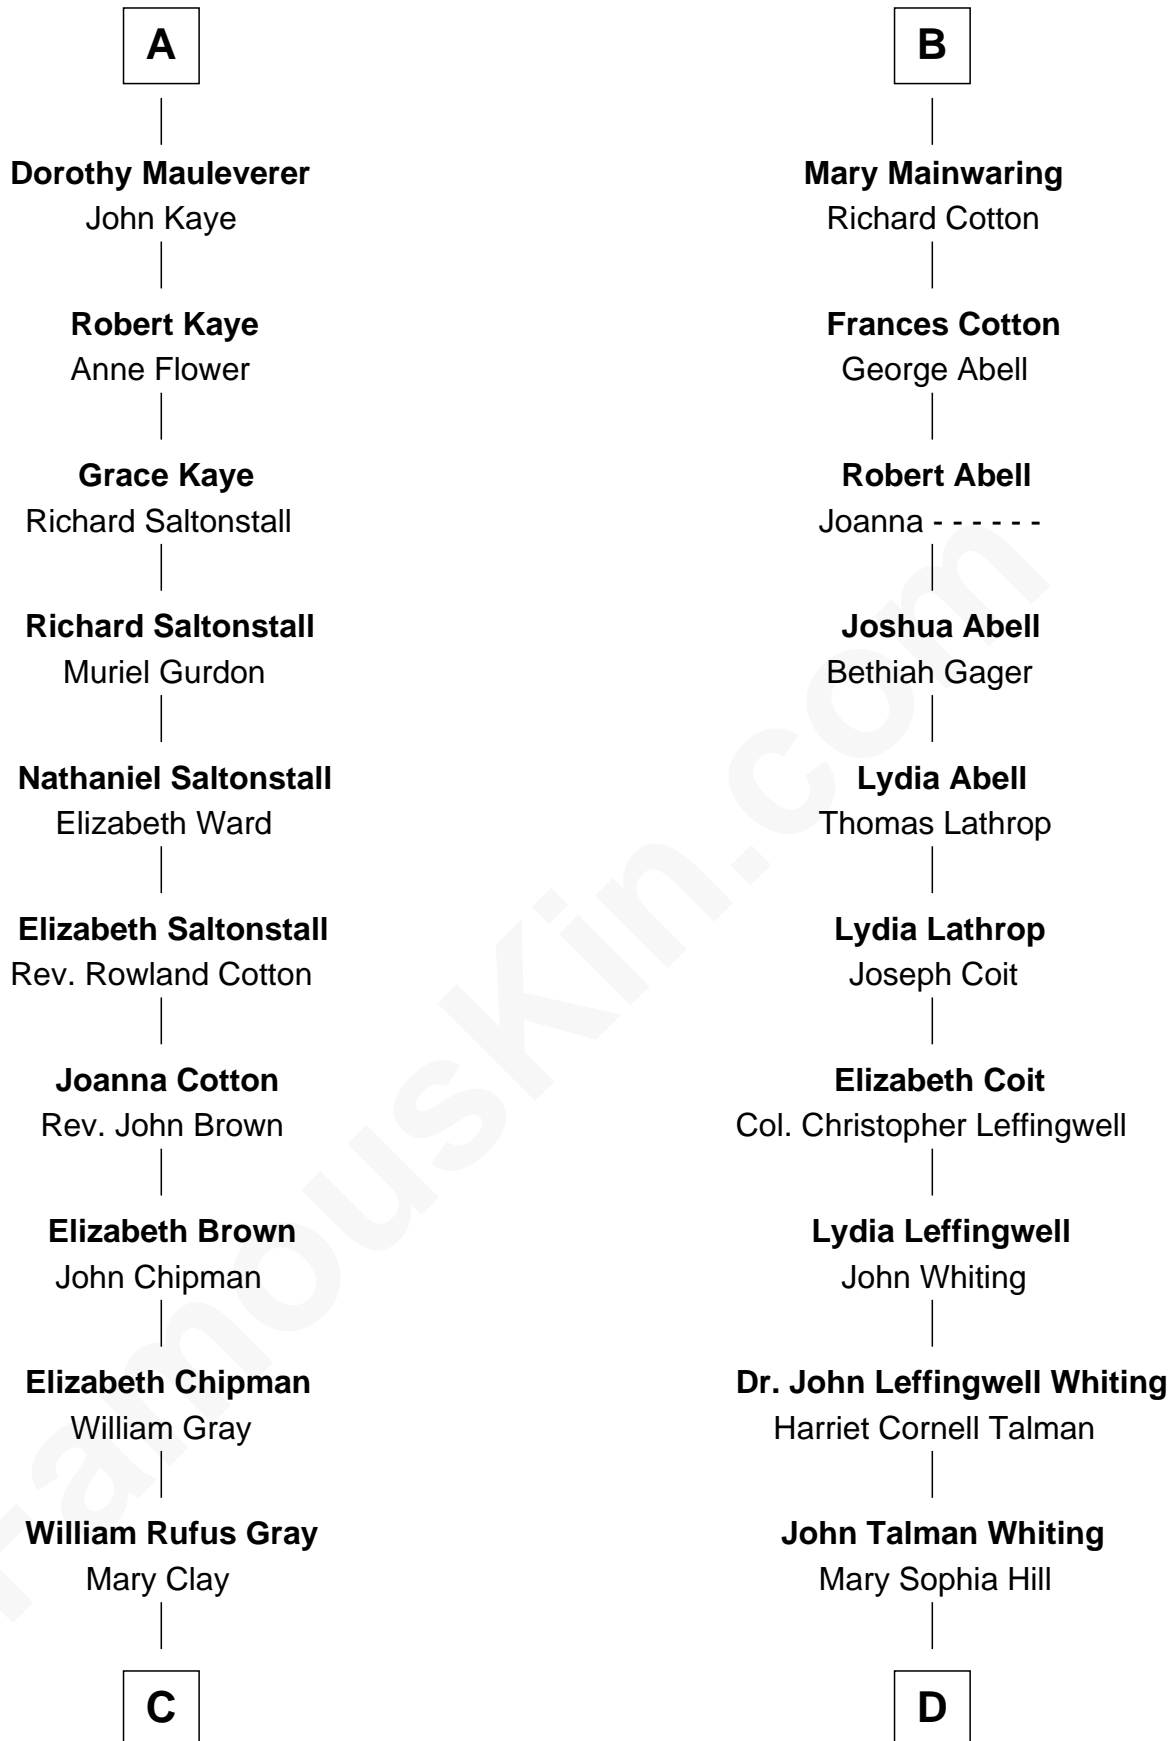 A
Dorothy Mauleverer
John Kaye
Robert Kaye
Anne Flower
Grace Kaye
Richard Saltonstall
Richard Saltonstall
Muriel Gurdon
Nathaniel Saltonstall
Elizabeth Ward
Elizabeth Saltonstall
Rev. Rowland Cotton
Joanna Cotton
Rev. John Brown
Elizabeth Brown
John Chipman
Elizabeth Chipman
William Gray
William Rufus Gray
Mary Clay
C
B
Mary Mainwaring
Richard Cotton
Frances Cotton
George Abell
Robert Abell
Joanna - - - - - -
Joshua Abell
Bethiah Gager
Lydia Abell
Thomas Lathrop
Lydia Lathrop
Joseph Coit
Elizabeth Coit
Col. Christopher Leffingwell
Lydia Leffingwell
John Whiting
Dr. John Leffingwell Whiting
Harriet Cornell Talman
John Talman Whiting
Mary Sophia Hill
D
FamousKin.com